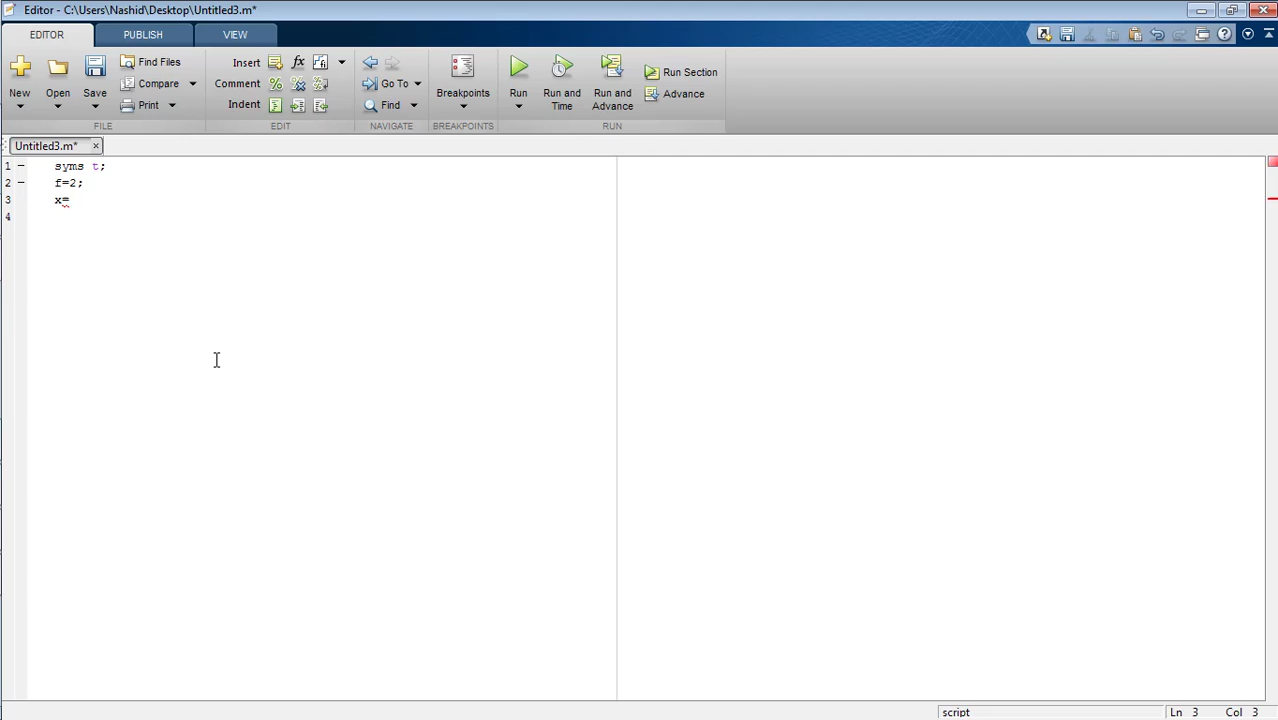 Editor - C:\Users\Nashid\Desktop\Untitled3.m*
EDITOR PUBLISH VIEW
New Open Save Find Files Compare Print
FILE
Insert fx Comment Indent
EDIT
Go To Find
NAVIGATE
Breakpoints
BREAKPOINTS
Run Run and Time Run and Advance Run Section Advance
RUN
Untitled3.m*
1 syms t;
2 f=2;
3 x=
4
script Ln 3 Col 3